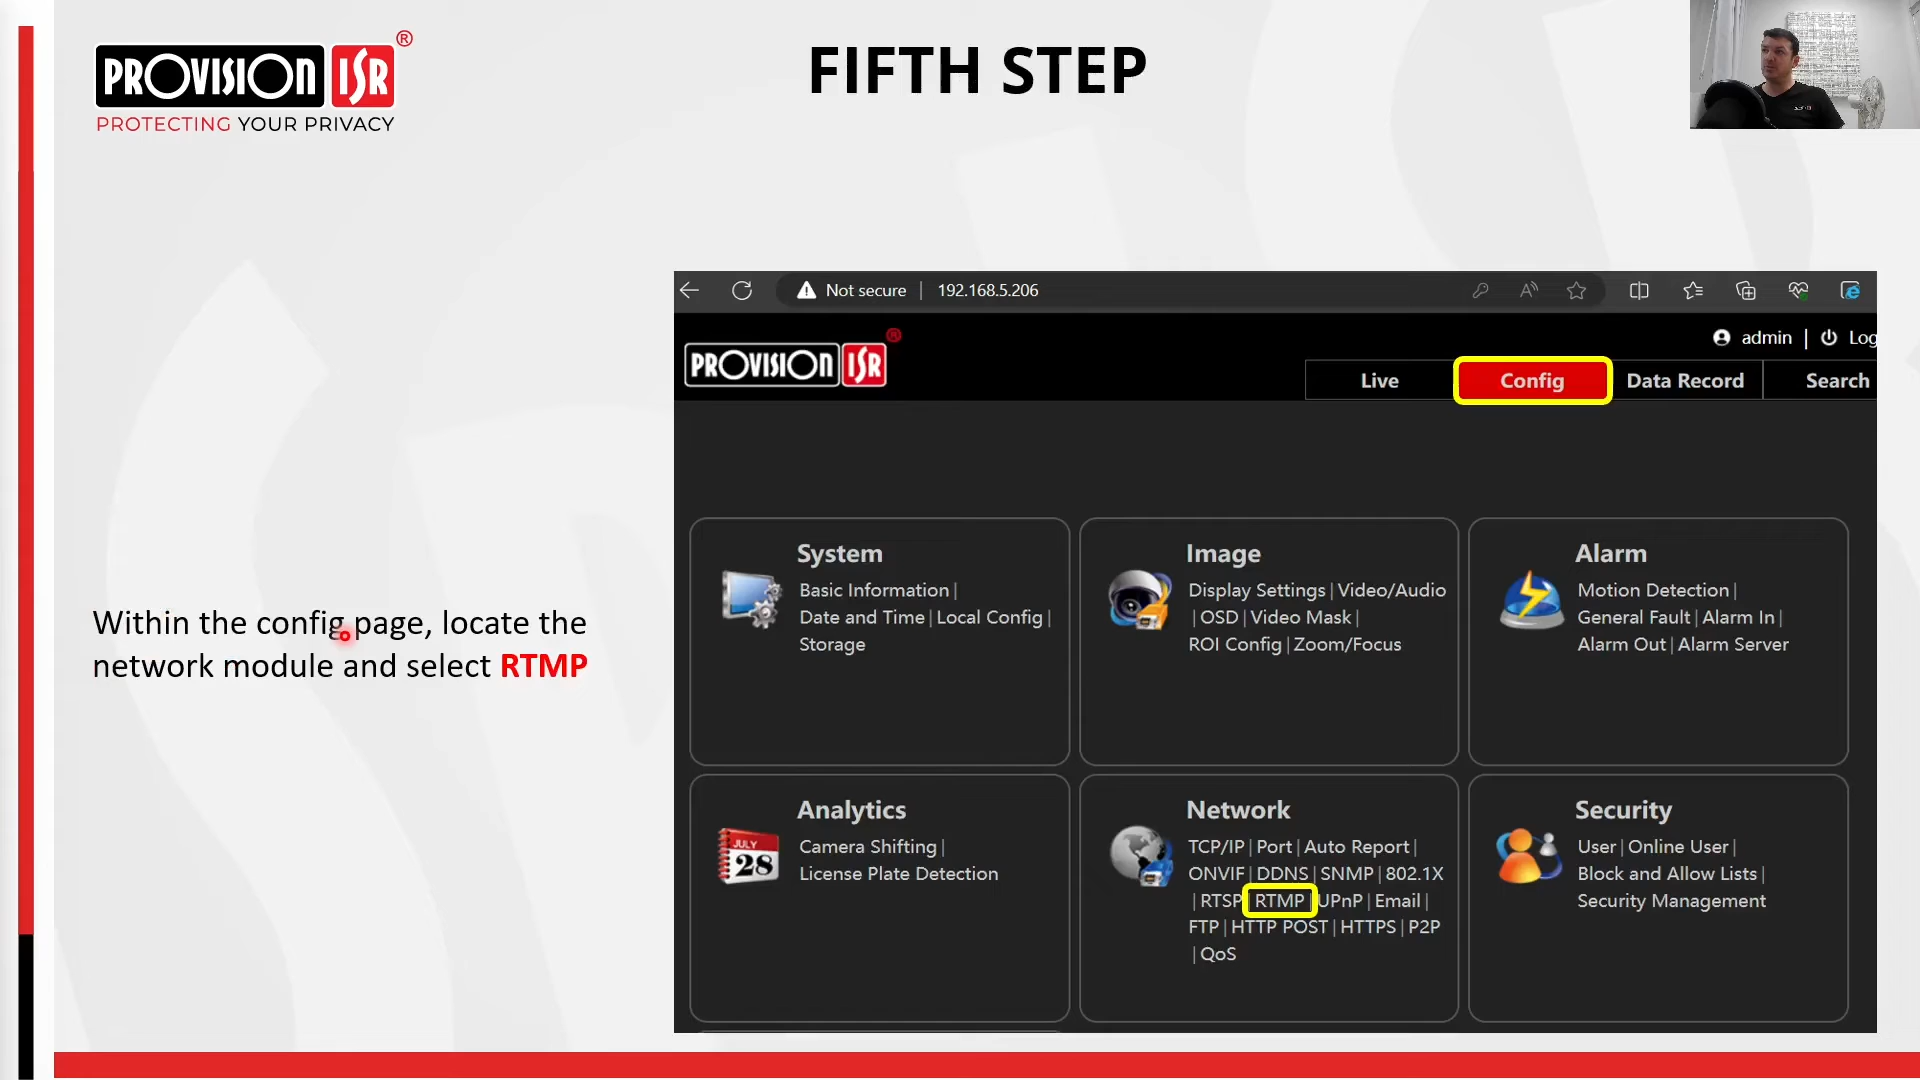 PROVISION ISR ®
PROTECTING YOUR PRIVACY
FIFTH STEP
Within the config page, locate the
network module and select RTMP
Not secure | 192.168.5.206
PROVISION ISR ®
admin | Log
Live
Config
Data Record
Search
System
Basic Information |
Date and Time | Local Config |
Storage
Image
Display Settings | Video/Audio
| OSD | Video Mask |
ROI Config | Zoom/Focus
Alarm
Motion Detection |
General Fault | Alarm In |
Alarm Out | Alarm Server
Analytics
JULY
28
Camera Shifting |
License Plate Detection
Network
TCP/IP | Port | Auto Report |
ONVIF | DDNS | SNMP | 802.1X
| RTSP | RTMP | UPnP | Email |
FTP | HTTP POST | HTTPS | P2P
| QoS
Security
User | Online User |
Block and Allow Lists |
Security Management